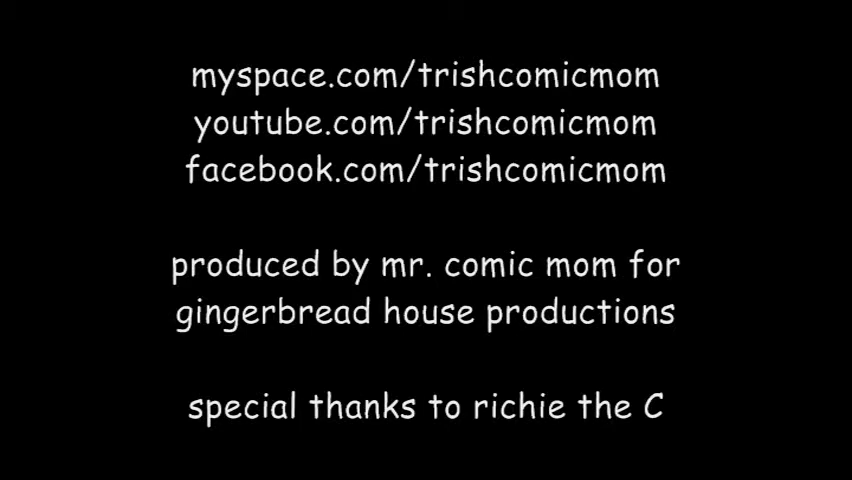 myspace.com/trishcomicmom
youtube.com/trishcomicmom
facebook.com/trishcomicmom
produced by mr. comic mom for
gingerbread house productions
special thanks to richie the C